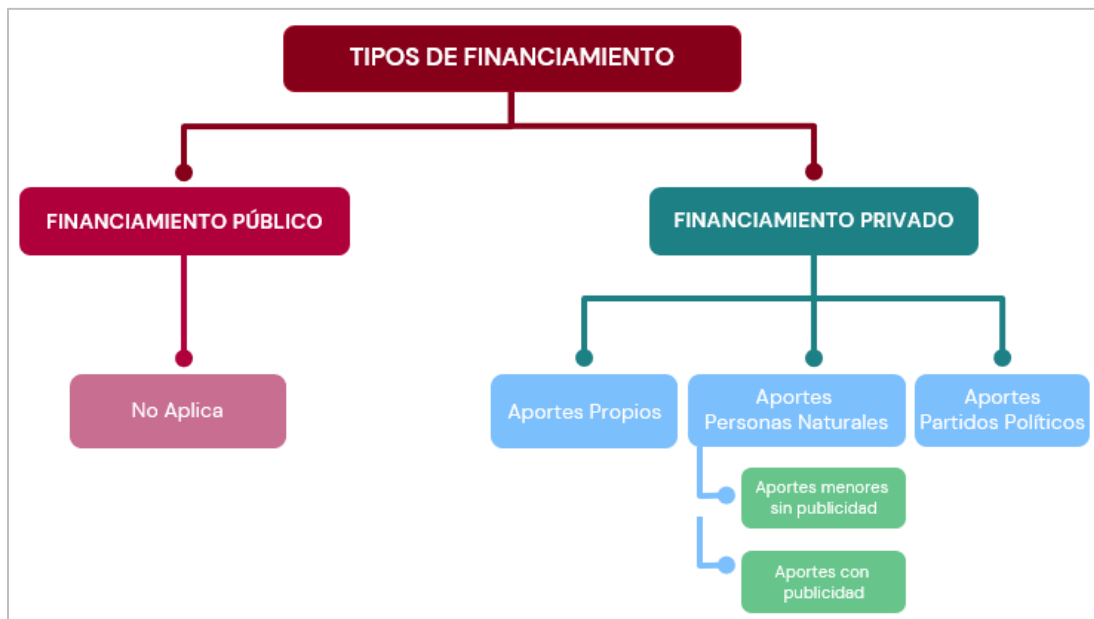 TIPOS DE FINANCIAMIENTO
FINANCIAMIENTO PÚBLICO
FINANCIAMIENTO PRIVADO
No Aplica
Aportes Propios
Aportes
Personas Naturales
Aportes
Partidos Políticos
Aportes menores
sin publicidad
Aportes con
publicidad